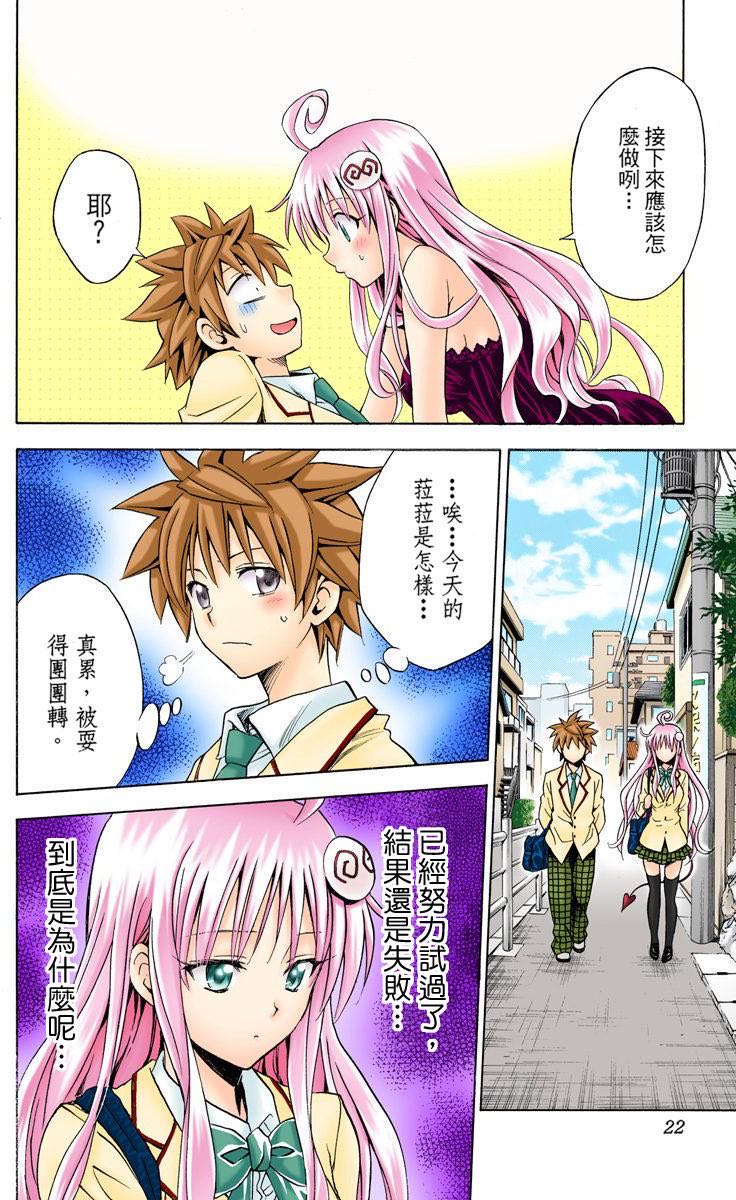 接下來應該怎
麼做咧…
耶?
…唉…今天的
菈菈是怎樣…
真累，被耍
得團團轉。
已經努力試過了，
結果還是失敗…
到底是為什麼呢…
22